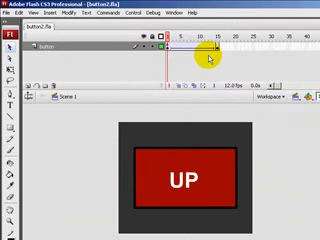 Adobe Flash CS3 Professional - [button2.fla]
File Edit View Insert Modify Text Commands Control Debug Window Help
Fl
button2.fla
5 10 15 20 25 30 35 40 45
button
1 12.0 fps 0.0s
Scene 1 Workspace
UP